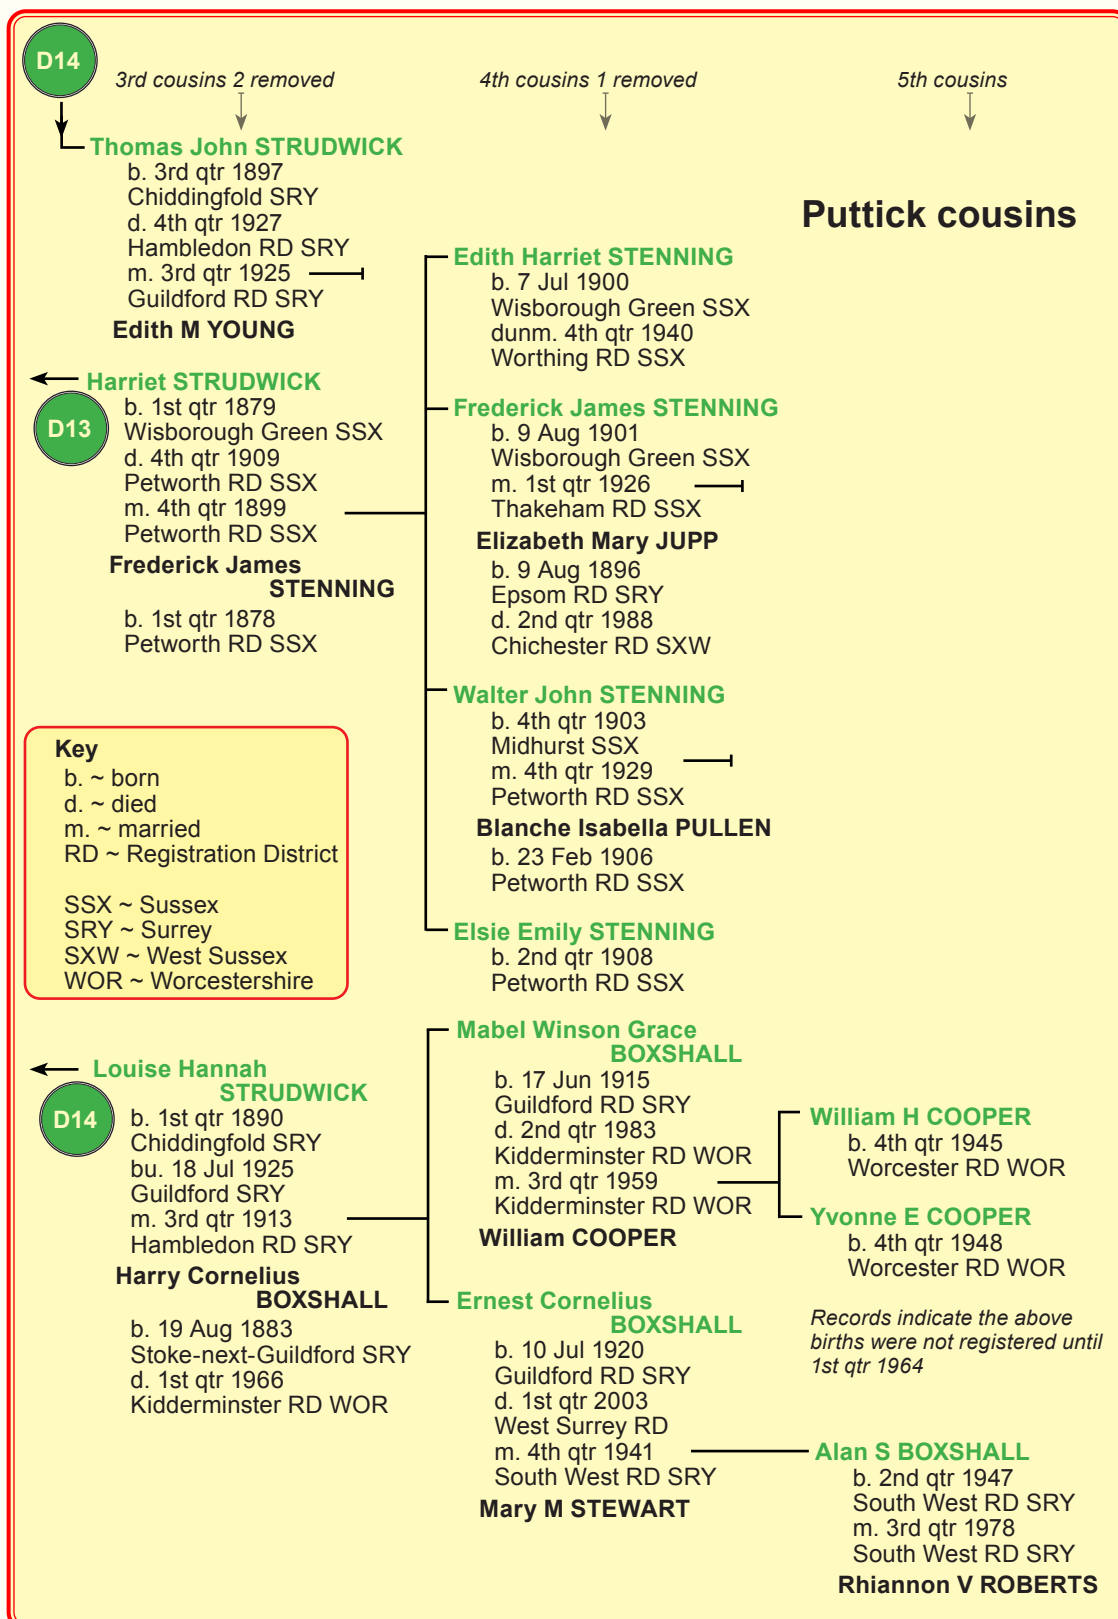 D14
3rd cousins 2 removed
4th cousins 1 removed
5th cousins
Puttick cousins
Thomas John STRUDWICK
b. 3rd qtr 1897
Chiddingfold SRY
d. 4th qtr 1927
Hambledon RD SRY
m. 3rd qtr 1925
Guildford RD SRY
Edith M YOUNG
Harriet STRUDWICK
D13
b. 1st qtr 1879
Wisborough Green SSX
d. 4th qtr 1909
Petworth RD SSX
m. 4th qtr 1899
Petworth RD SSX
Frederick James
STENNING
b. 1st qtr 1878
Petworth RD SSX
Edith Harriet STENNING
b. 7 Jul 1900
Wisborough Green SSX
dunm. 4th qtr 1940
Worthing RD SSX
Frederick James STENNING
b. 9 Aug 1901
Wisborough Green SSX
m. 1st qtr 1926
Thakeham RD SSX
Elizabeth Mary JUPP
b. 9 Aug 1896
Epsom RD SRY
d. 2nd qtr 1988
Chichester RD SXW
Walter John STENNING
b. 4th qtr 1903
Midhurst SSX
m. 4th qtr 1929
Petworth RD SSX
Blanche Isabella PULLEN
b. 23 Feb 1906
Petworth RD SSX
Elsie Emily STENNING
b. 2nd qtr 1908
Petworth RD SSX
Key
b. ~ born
d. ~ died
m. ~ married
RD ~ Registration District
SSX ~ Sussex
SRY ~ Surrey
SXW ~ West Sussex
WOR ~ Worcestershire
Louise Hannah
STRUDWICK
D14
b. 1st qtr 1890
Chiddingfold SRY
bu. 18 Jul 1925
Guildford SRY
m. 3rd qtr 1913
Hambledon RD SRY
Harry Cornelius
BOXSHALL
b. 19 Aug 1883
Stoke-next-Guildford SRY
d. 1st qtr 1966
Kidderminster RD WOR
Mabel Winson Grace
BOXSHALL
b. 17 Jun 1915
Guildford RD SRY
d. 2nd qtr 1983
Kidderminster RD WOR
m. 3rd qtr 1959
Kidderminster RD WOR
William COOPER
Ernest Cornelius
BOXSHALL
b. 10 Jul 1920
Guildford RD SRY
d. 1st qtr 2003
West Surrey RD
m. 4th qtr 1941
South West RD SRY
Mary M STEWART
William H COOPER
b. 4th qtr 1945
Worcester RD WOR
Yvonne E COOPER
b. 4th qtr 1948
Worcester RD WOR
Records indicate the above
births were not registered until
1st qtr 1964
Alan S BOXSHALL
b. 2nd qtr 1947
South West RD SRY
m. 3rd qtr 1978
South West RD SRY
Rhiannon V ROBERTS